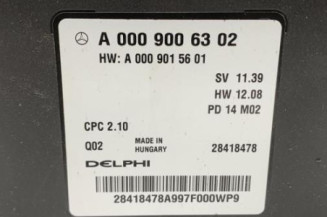 A 000 900 63 02
HW: A 000 901 56 01
SV 11.39
HW 12.08
PD 14 M02
CPC 2.10
Q02 MADE IN HUNGARY 28418478
DELPHI
28418478A997F000WP9